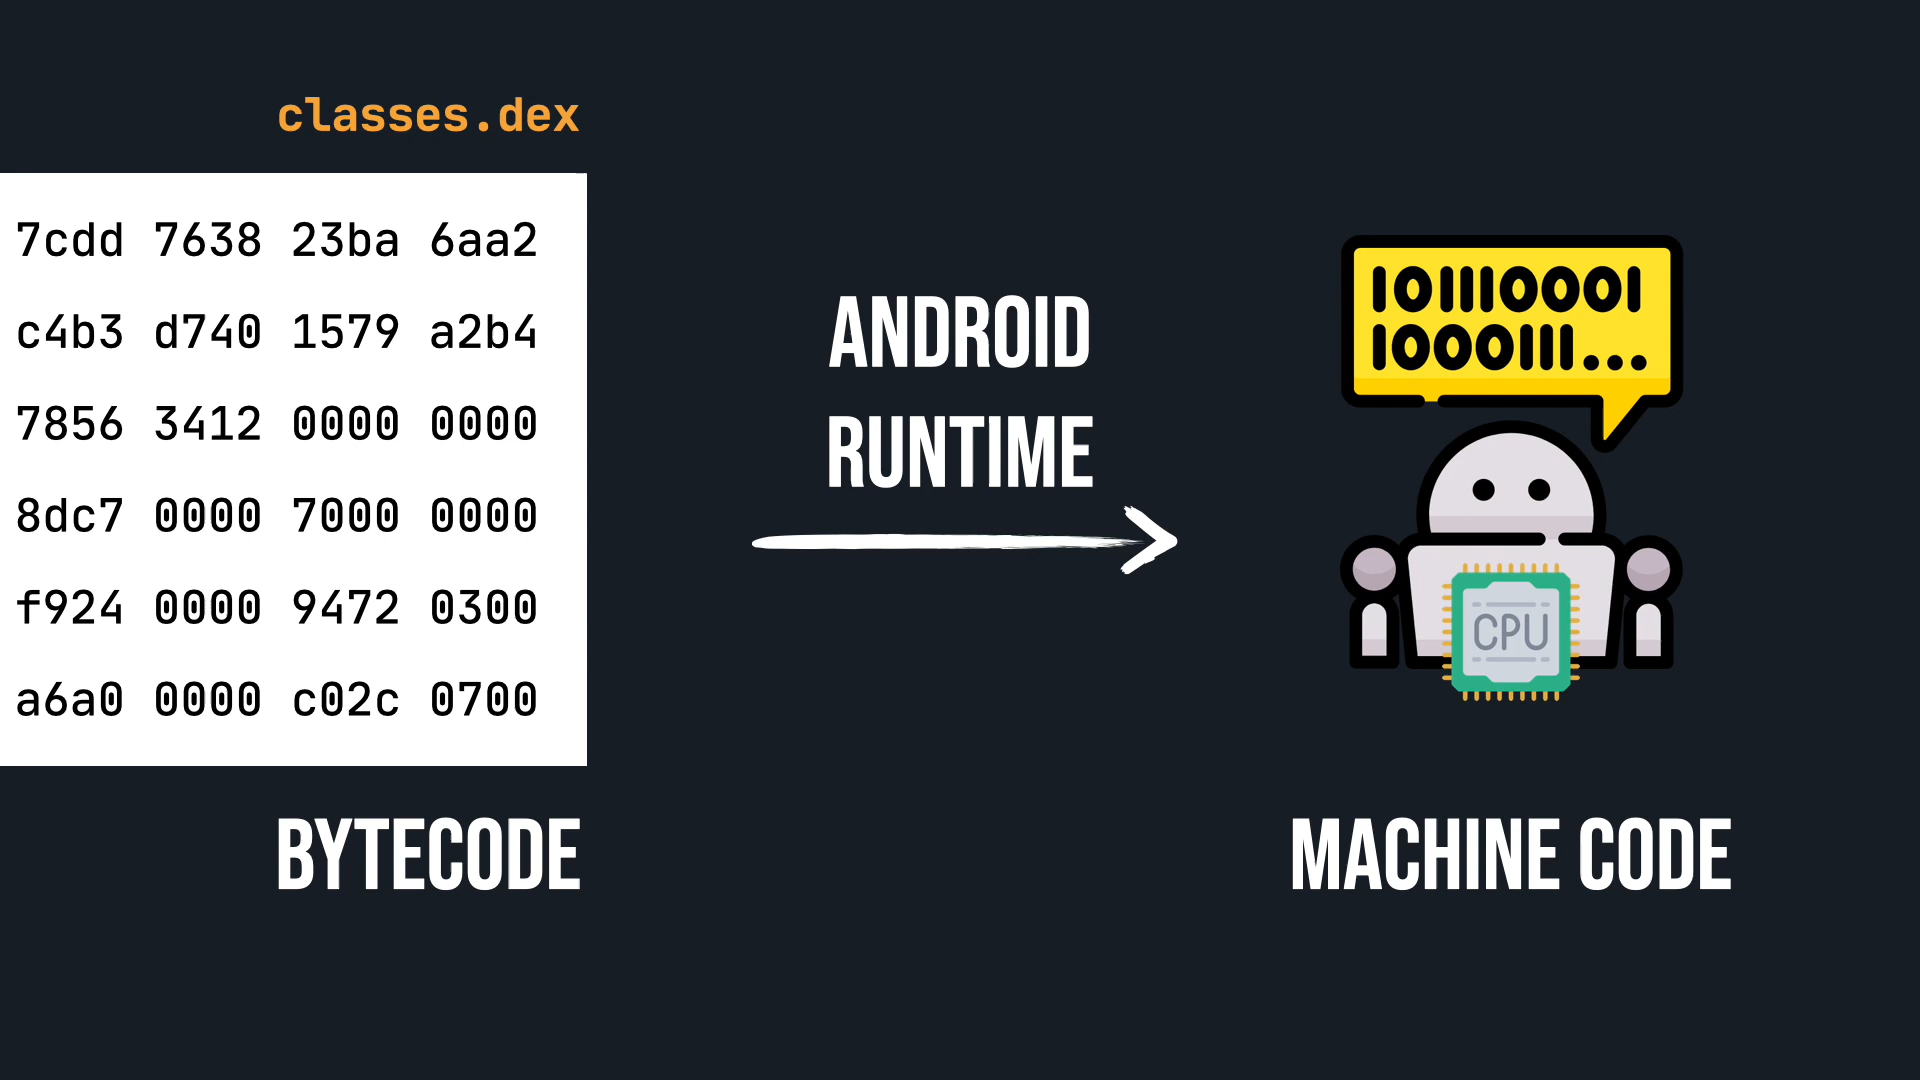 classes.dex
7cdd 7638 23ba 6aa2
c4b3 d740 1579 a2b4
7856 3412 0000 0000
8dc7 0000 7000 0000
f924 0000 9472 0300
a6a0 0000 c02c 0700
BYTECODE
ANDROID
RUNTIME
101110001
1000111...
CPU
MACHINE CODE